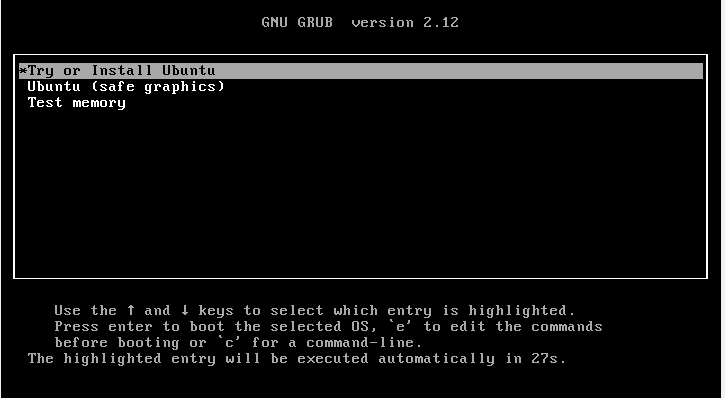 GNU GRUB  version 2.12
*Try or Install Ubuntu
Ubuntu (safe graphics)
Test memory
Use the ↑ and ↓ keys to select which entry is highlighted.
Press enter to boot the selected OS, `e' to edit the commands
before booting or `c' for a command-line.
The highlighted entry will be executed automatically in 27s.